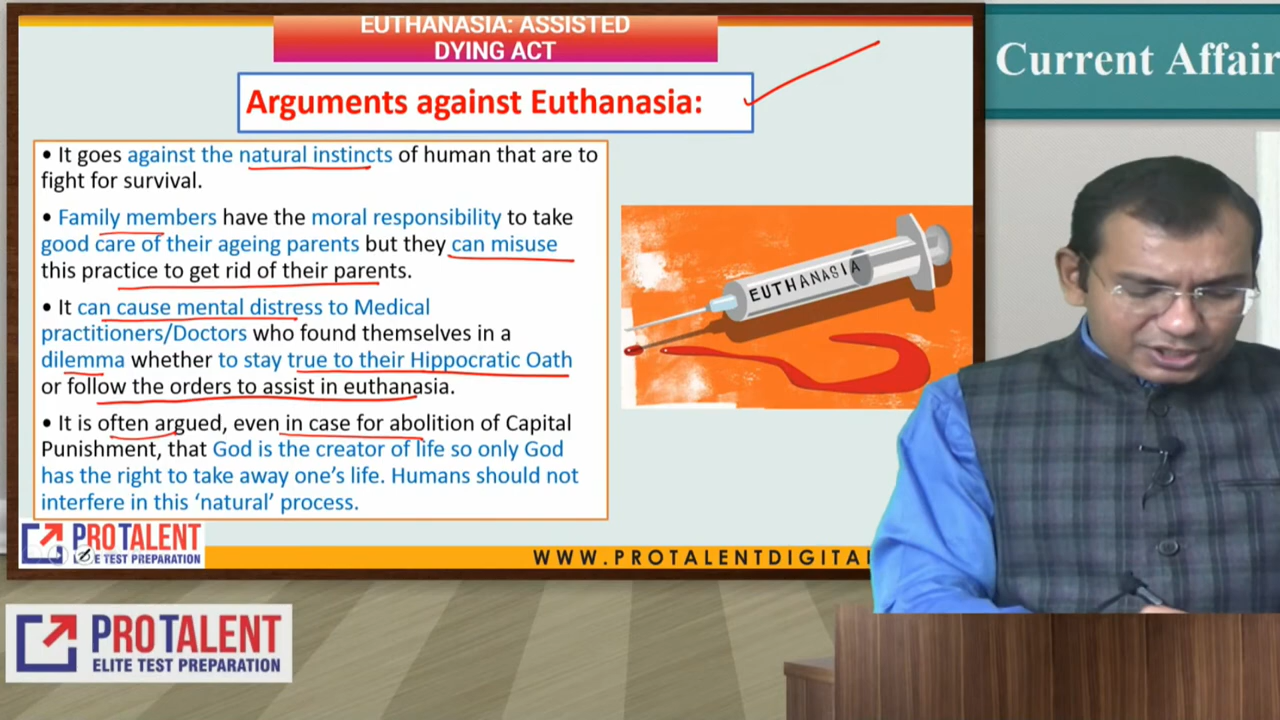 EUTHANASIA: ASSISTED
DYING ACT
Current Affair
Arguments against Euthanasia:
• It goes against the natural instincts of human that are to
fight for survival.
• Family members have the moral responsibility to take
good care of their ageing parents but they can misuse
this practice to get rid of their parents.
• It can cause mental distress to Medical
practitioners/Doctors who found themselves in a
dilemma whether to stay true to their Hippocratic Oath
or follow the orders to assist in euthanasia.
• It is often argued, even in case for abolition of Capital
Punishment, that God is the creator of life so only God
has the right to take away one's life. Humans should not
interfere in this ‘natural’ process.
EUTHANASIA
PRO TALENT
ELITE TEST PREPARATION
WWW.PROTALENTDIGITA
PRO TALENT
ELITE TEST PREPARATION